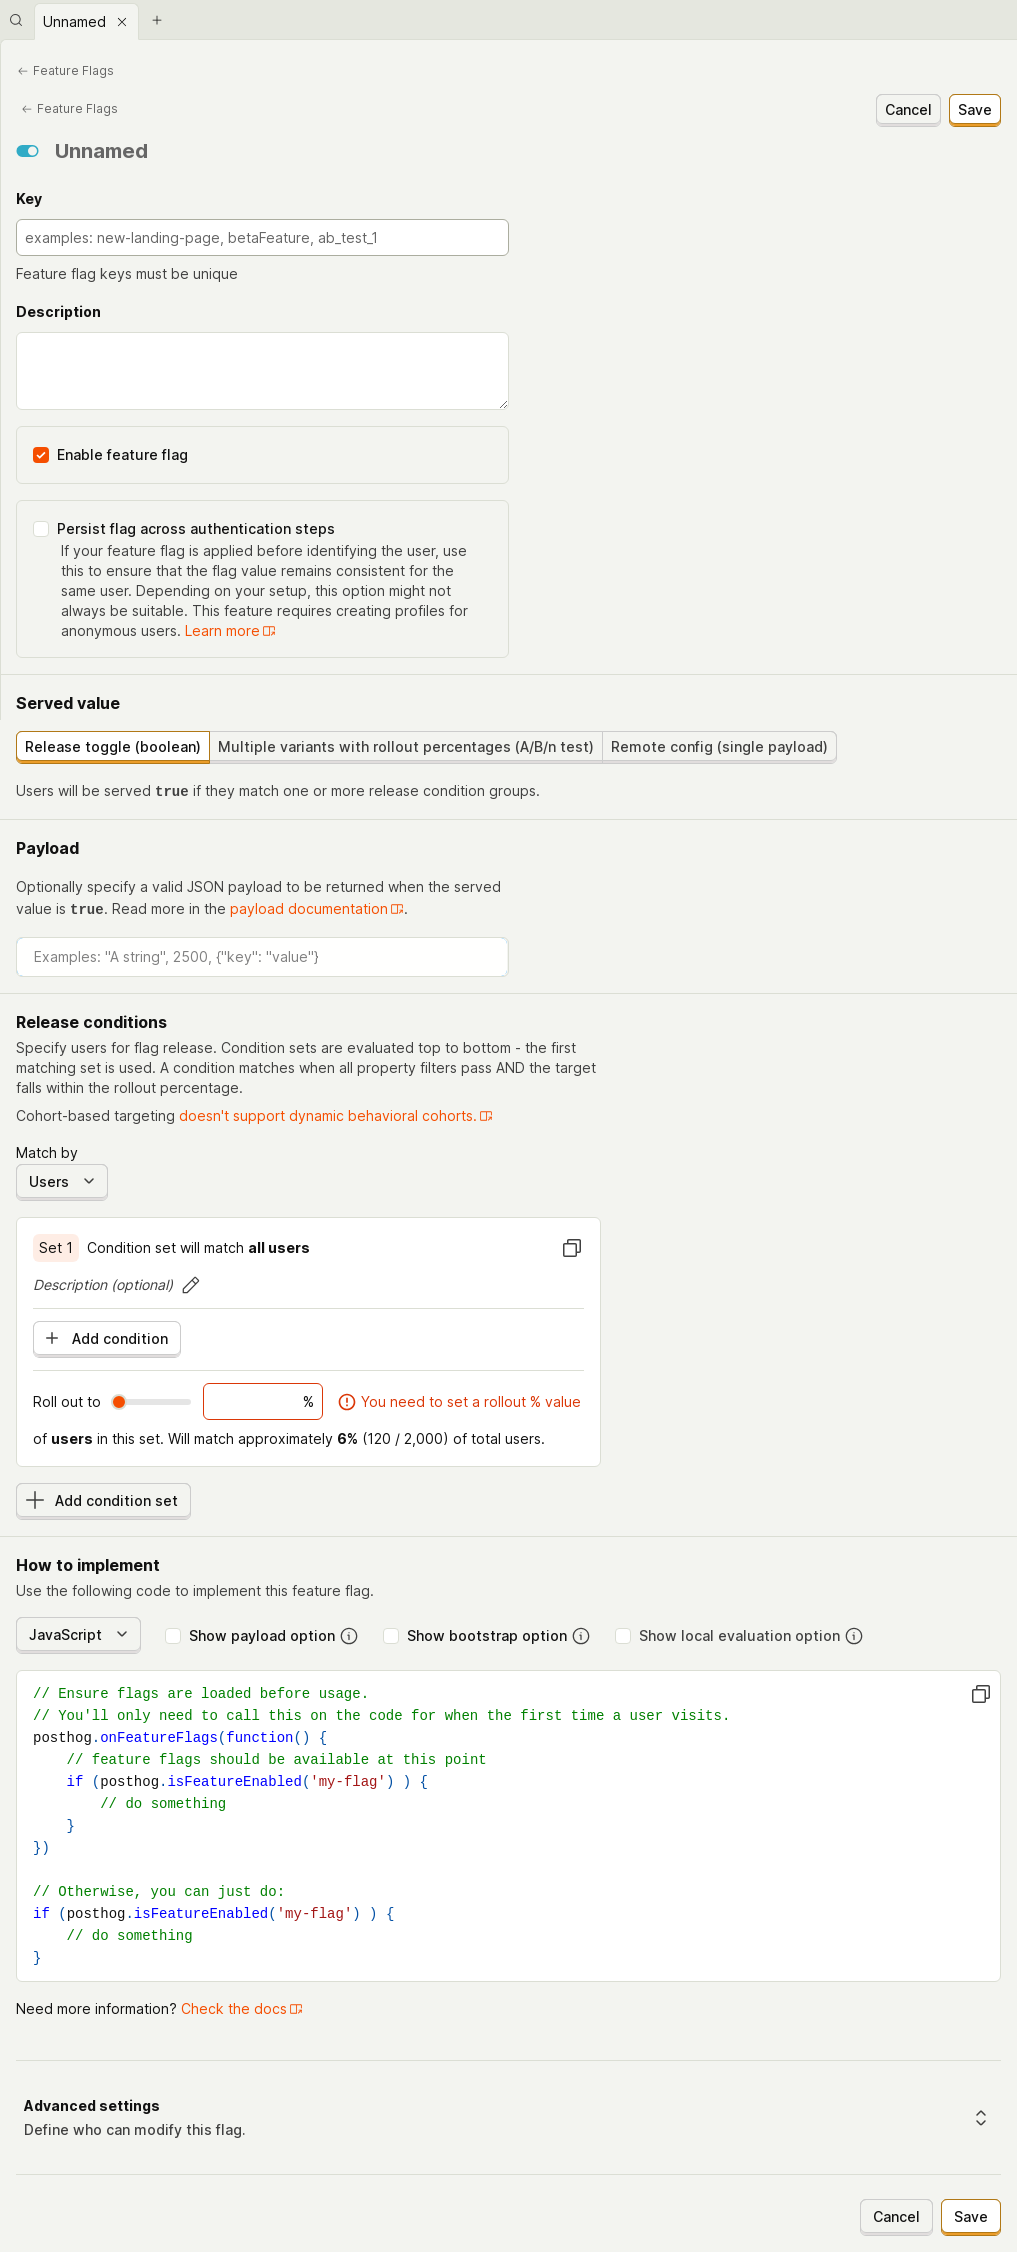 Unnamed
Feature Flags
Feature Flags
Cancel
Save
Unnamed
Key
examples: new-landing-page, betaFeature, ab_test_1
Feature flag keys must be unique
Description
Enable feature flag
Persist flag across authentication steps
If your feature flag is applied before identifying the user, use
this to ensure that the flag value remains consistent for the
same user. Depending on your setup, this option might not
always be suitable. This feature requires creating profiles for
anonymous users. Learn more
Served value
Release toggle (boolean)
Multiple variants with rollout percentages (A/B/n test)
Remote config (single payload)
Users will be served true if they match one or more release condition groups.
Payload
Optionally specify a valid JSON payload to be returned when the served
value is true. Read more in the payload documentation.
Examples: "A string", 2500, {"key": "value"}
Release conditions
Specify users for flag release. Condition sets are evaluated top to bottom - the first
matching set is used. A condition matches when all property filters pass AND the target
falls within the rollout percentage.
Cohort-based targeting doesn't support dynamic behavioral cohorts.
Match by
Users
Set 1 Condition set will match all users
Description (optional)
Add condition
Roll out to % You need to set a rollout % value
of users in this set. Will match approximately 6% (120 / 2,000) of total users.
Add condition set
How to implement
Use the following code to implement this feature flag.
JavaScript
Show payload option
Show bootstrap option
Show local evaluation option
// Ensure flags are loaded before usage.
// You'll only need to call this on the code for when the first time a user visits.
posthog.onFeatureFlags(function() {
    // feature flags should be available at this point
    if (posthog.isFeatureEnabled('my-flag') ) {
        // do something
    }
})
// Otherwise, you can just do:
if (posthog.isFeatureEnabled('my-flag') ) {
    // do something
}
Need more information? Check the docs
Advanced settings
Define who can modify this flag.
Cancel
Save